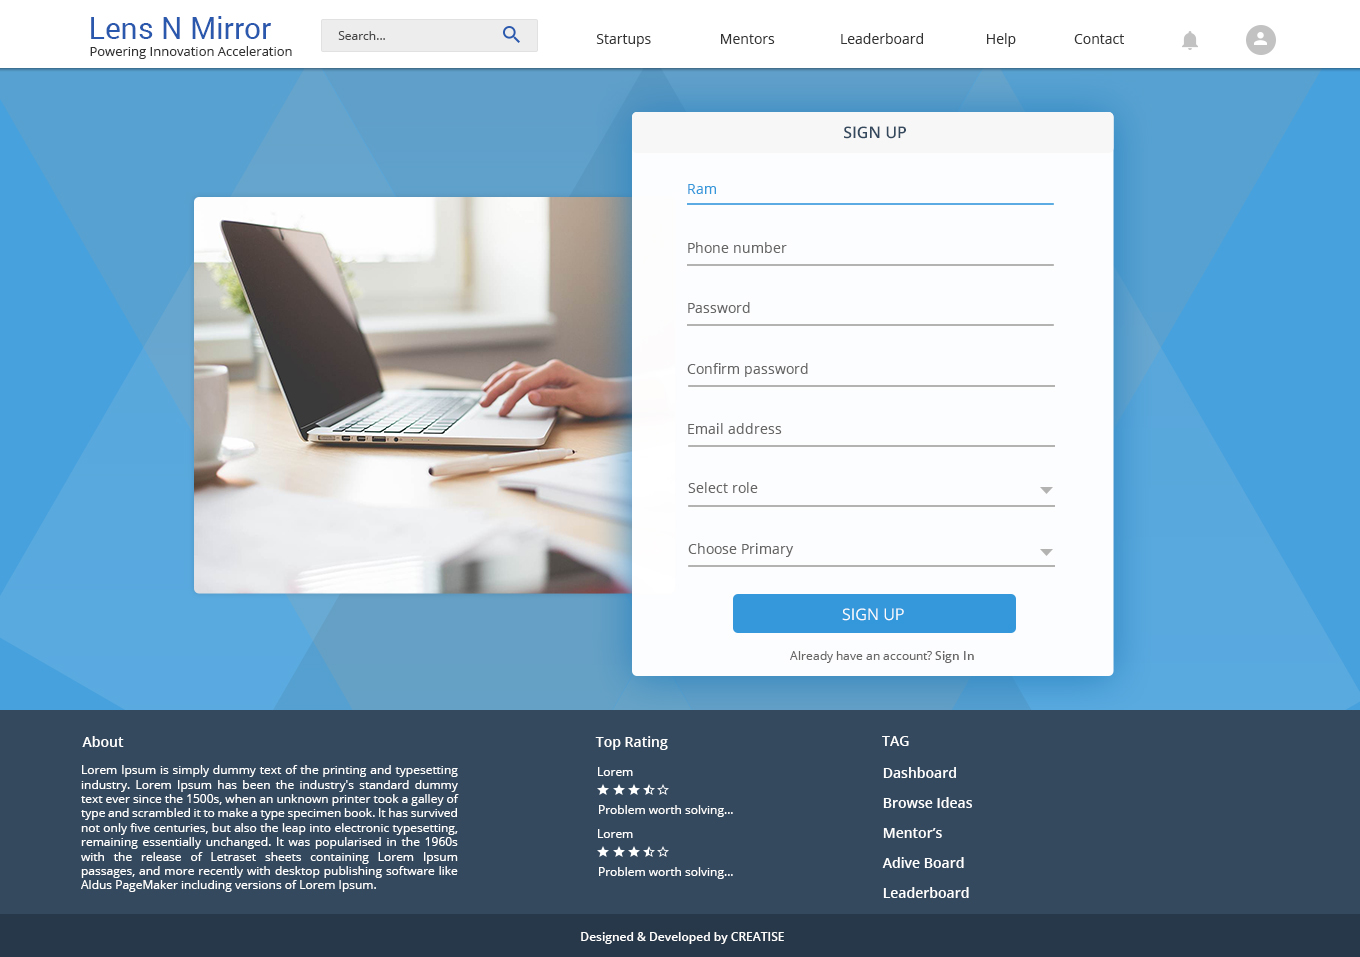 Lens N Mirror
Powering Innovation Acceleration
Search...
Startups
Mentors
Leaderboard
Help
Contact
SIGN UP
Ram
Phone number
Password
Confirm password
Email address
Select role
Choose Primary
SIGN UP
Already have an account? Sign In
About
Lorem Ipsum is simply dummy text of the printing and typesetting
industry. Lorem Ipsum has been the industry's standard dummy
text ever since the 1500s, when an unknown printer took a galley of
type and scrambled it to make a type specimen book. It has survived
not only five centuries, but also the leap into electronic typesetting,
remaining essentially unchanged. It was popularised in the 1960s
with the release of Letraset sheets containing Lorem Ipsum
passages, and more recently with desktop publishing software like
Aldus PageMaker including versions of Lorem Ipsum.
Top Rating
Lorem
Problem worth solving...
Lorem
Problem worth solving...
TAG
Dashboard
Browse Ideas
Mentor’s
Adive Board
Leaderboard
Designed & Developed by CREATISE